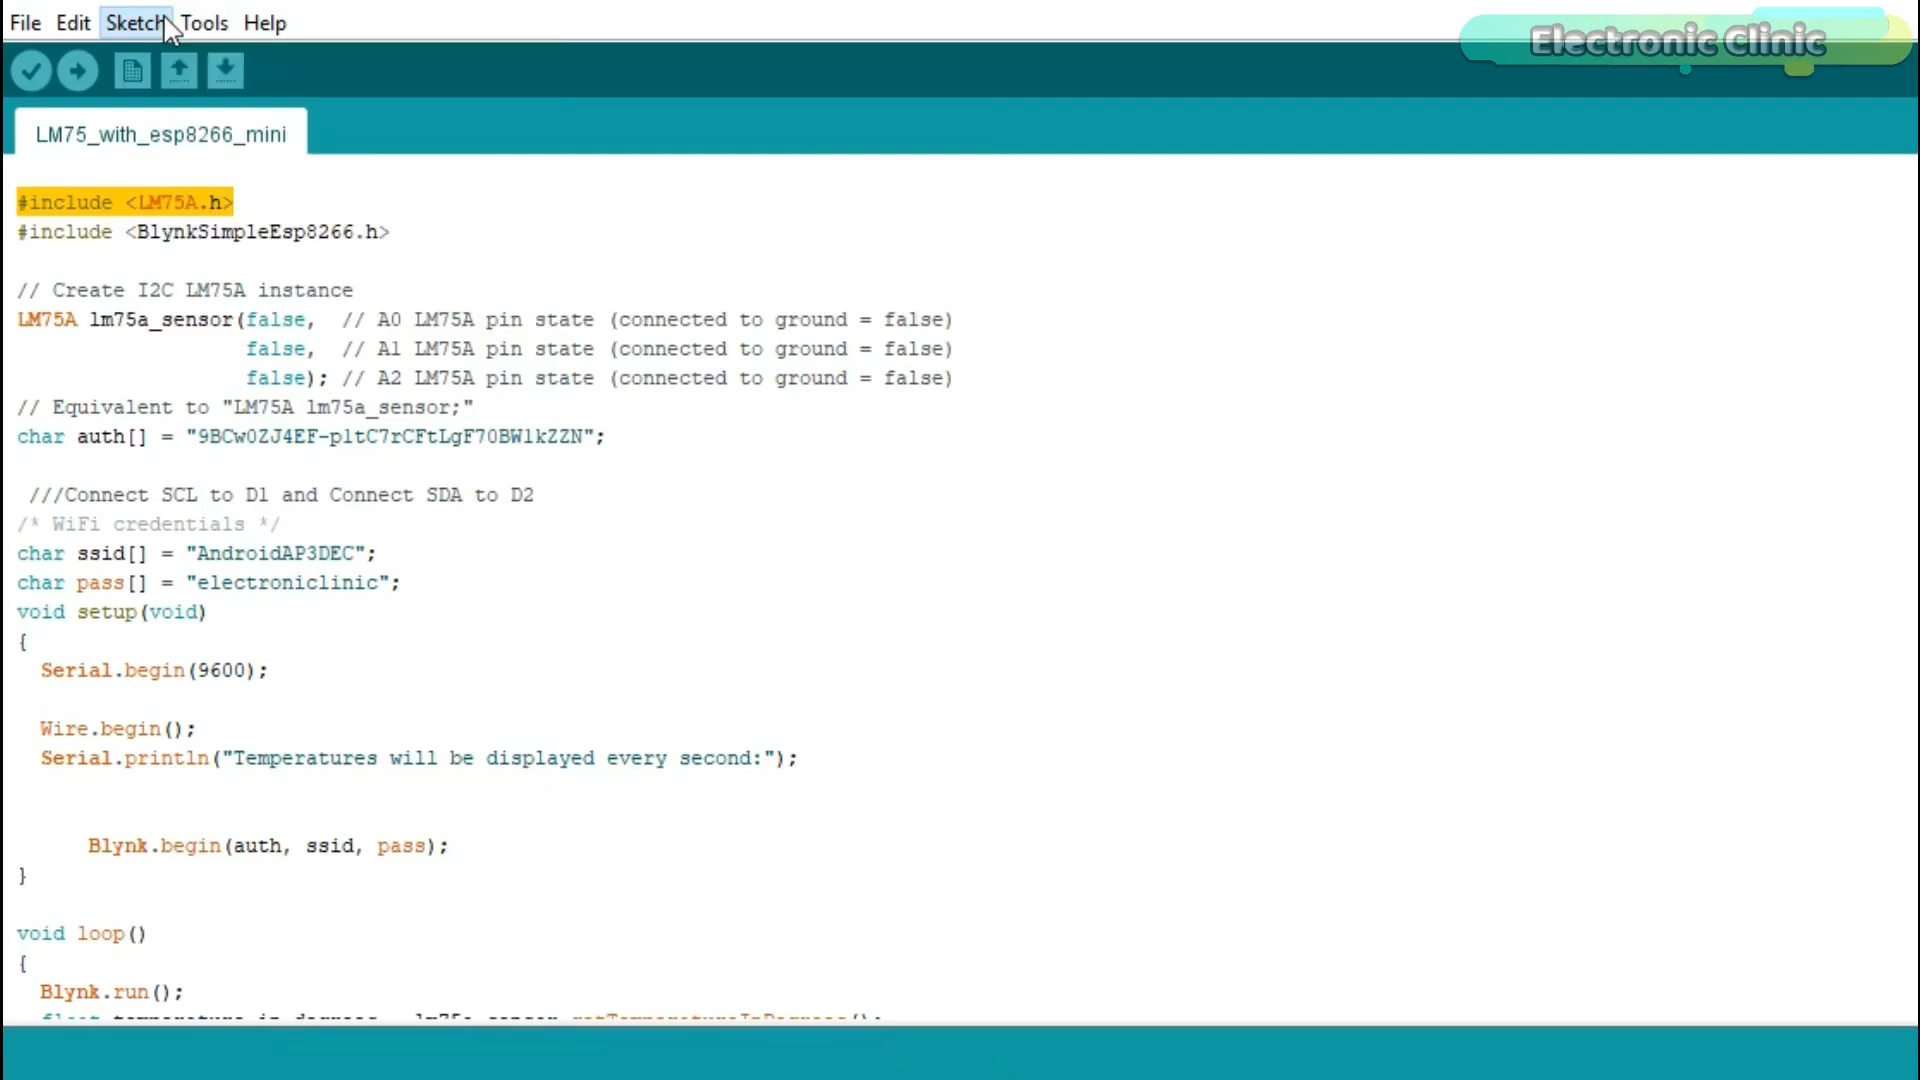 File Edit Sketch Tools Help
Electronic Clinic
LM75_with_esp8266_mini
#include <LM75A.h>
#include <BlynkSimpleEsp8266.h>
// Create I2C LM75A instance
LM75A lm75a_sensor(false,  // A0 LM75A pin state (connected to ground = false)
false,  // A1 LM75A pin state (connected to ground = false)
false); // A2 LM75A pin state (connected to ground = false)
// Equivalent to "LM75A lm75a_sensor;"
char auth[] = "9BCw0ZJ4EF-p1tC7rCFtLgF70BW1kZZN";
///Connect SCL to D1 and Connect SDA to D2
/* WiFi credentials */
char ssid[] = "AndroidAP3DEC";
char pass[] = "electroniclinic";
void setup(void)
{
Serial.begin(9600);
Wire.begin();
Serial.println("Temperatures will be displayed every second:");
Blynk.begin(auth, ssid, pass);
}
void loop()
{
Blynk.run();